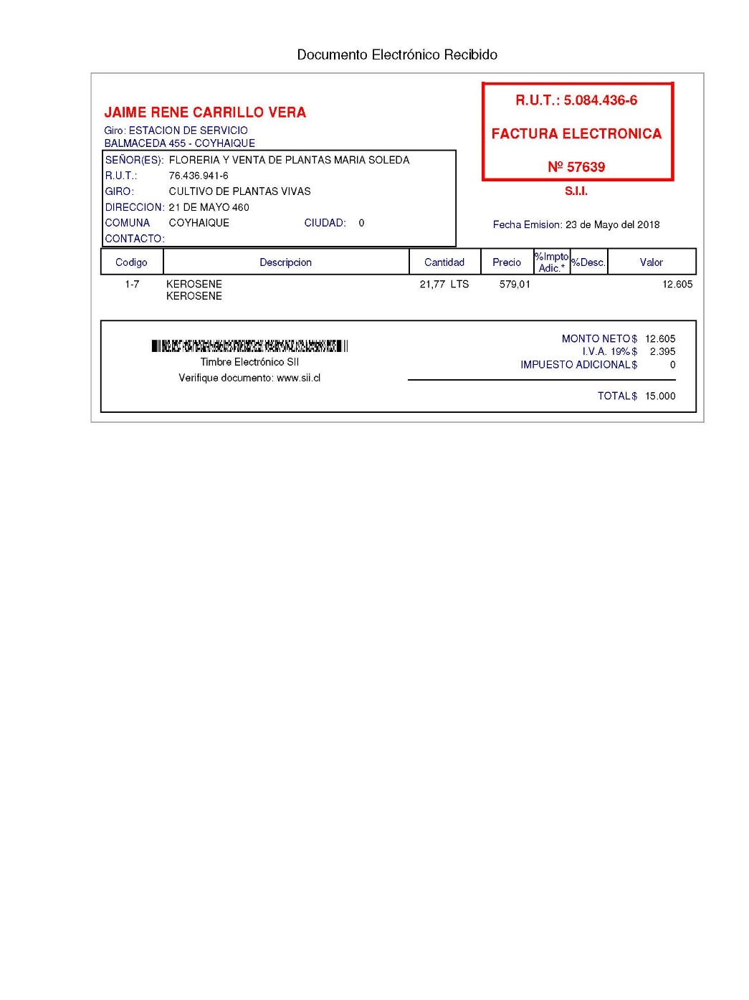 Documento Electrónico Recibido
JAIME RENE CARRILLO VERA
Giro: ESTACION DE SERVICIO
BALMACEDA 455 - COYHAIQUE
R.U.T.: 5.084.436-6
FACTURA ELECTRONICA
Nº 57639
S.I.I.
Fecha Emision: 23 de Mayo del 2018
SEÑOR(ES): FLORERIA Y VENTA DE PLANTAS MARIA SOLEDA
R.U.T.: 76.436.941-6
GIRO: CULTIVO DE PLANTAS VIVAS
DIRECCION: 21 DE MAYO 460
COMUNA COYHAIQUE CIUDAD: 0
CONTACTO:
Codigo Descripcion Cantidad Precio %Impto Adic.* %Desc. Valor
1-7 KEROSENE 21,77 LTS 579,01 12.605
KEROSENE
Timbre Electrónico SII
Verifique documento: www.sii.cl
MONTO NETO $ 12.605
I.V.A. 19% $ 2.395
IMPUESTO ADICIONAL $ 0
TOTAL $ 15.000